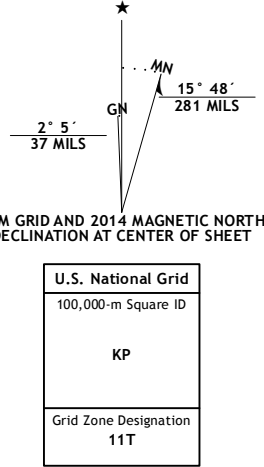 MN
GN
15° 48´
281 MILS
2° 5´
37 MILS
M GRID AND 2014 MAGNETIC NORTH
DECLINATION AT CENTER OF SHEET
U.S. National Grid
100,000-m Square ID
KP
Grid Zone Designation
11T